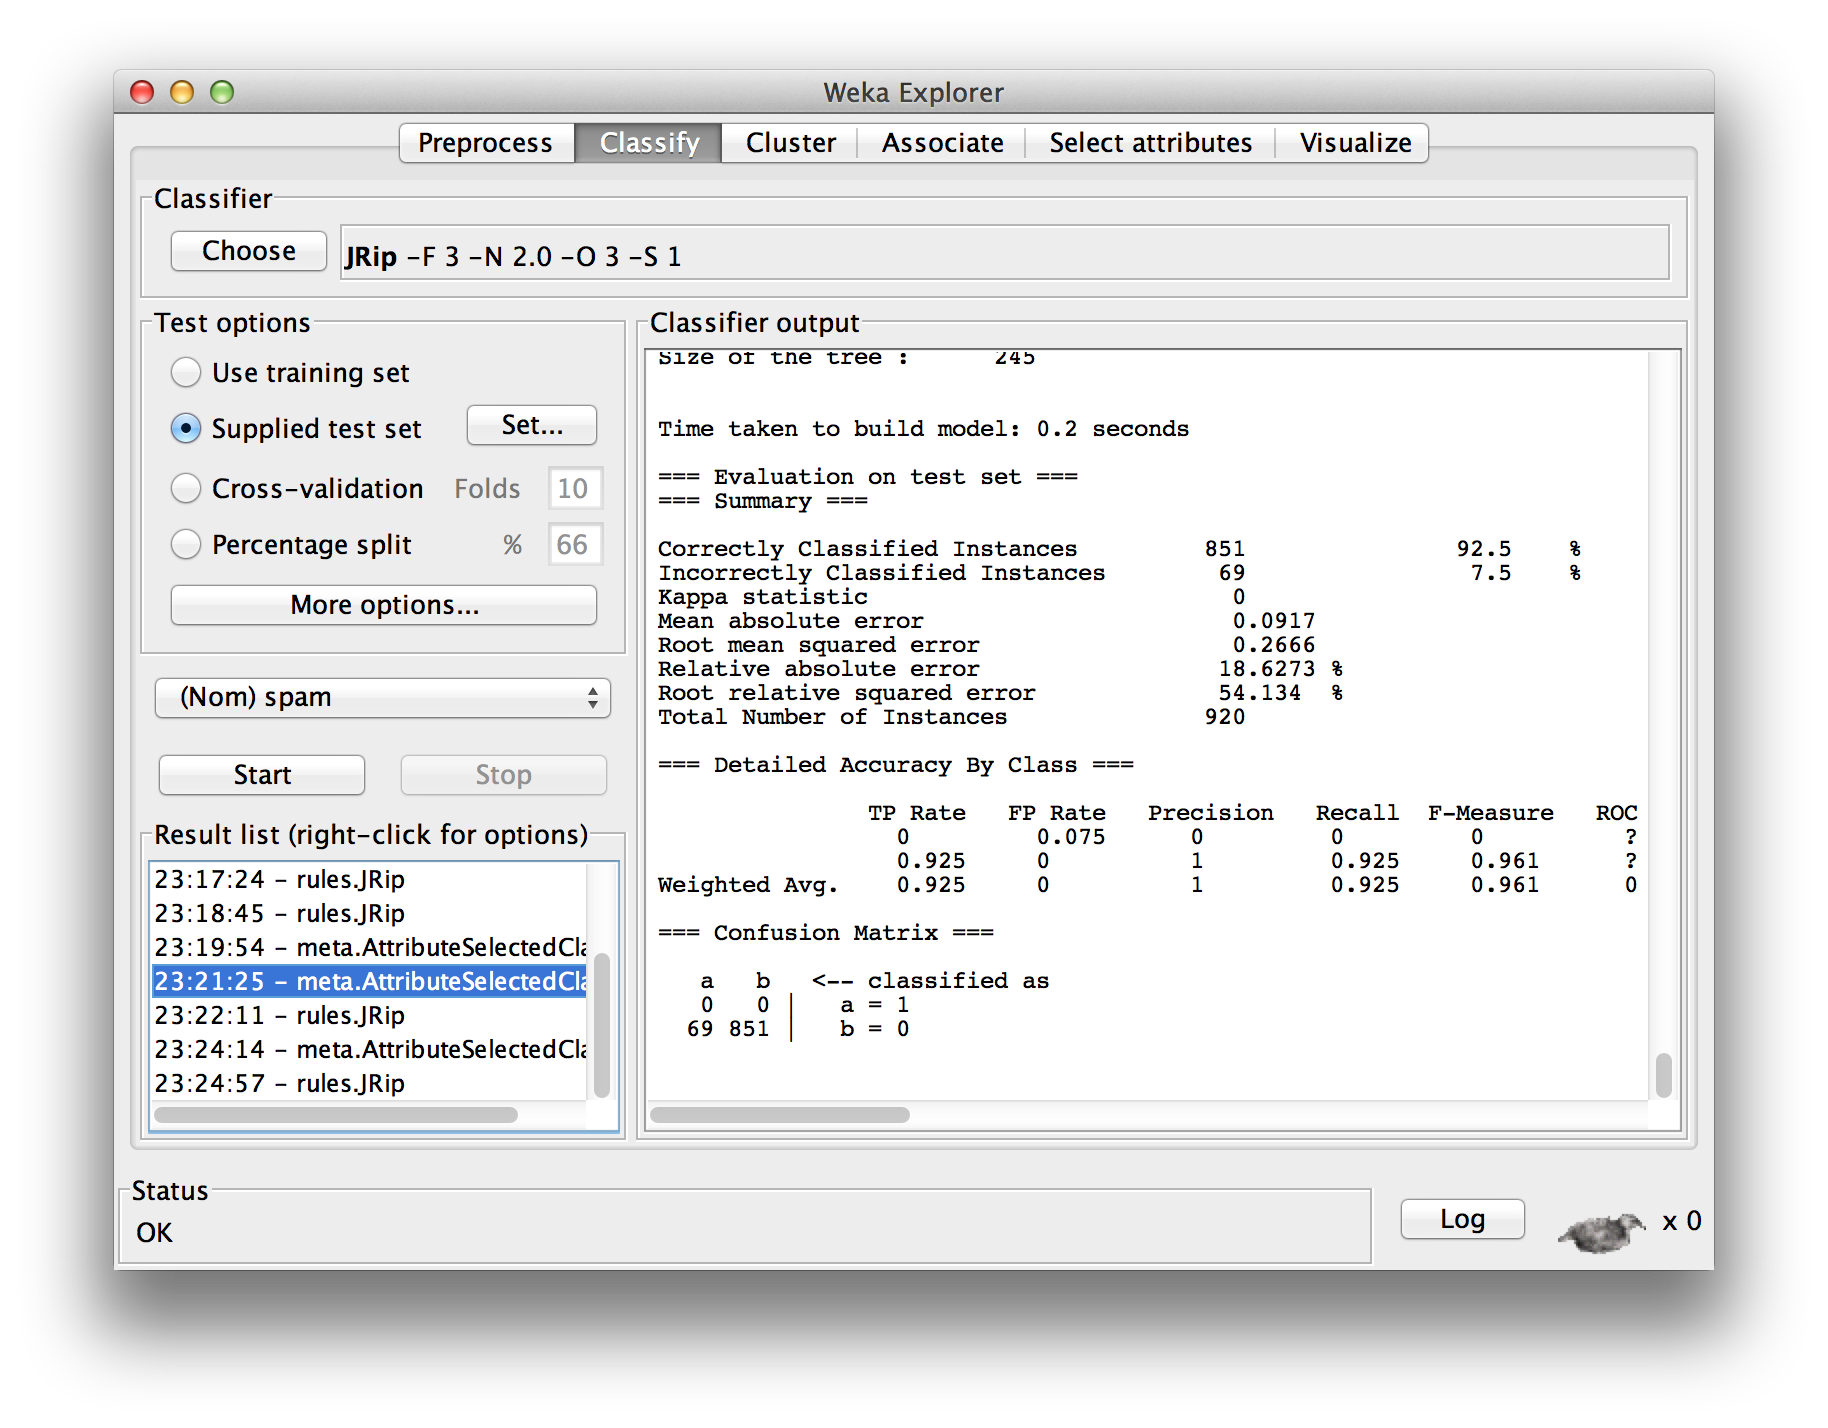 Weka Explorer
Preprocess Classify Cluster Associate Select attributes Visualize
Classifier
Choose JRip -F 3 -N 2.0 -O 3 -S 1
Test options
Use training set
Supplied test set Set...
Cross-validation Folds 10
Percentage split % 66
More options...
(Nom) spam
Start Stop
Result list (right-click for options)
23:17:24 - rules.JRip
23:18:45 - rules.JRip
23:19:54 - meta.AttributeSelectedCla
23:21:25 - meta.AttributeSelectedCla
23:22:11 - rules.JRip
23:24:14 - meta.AttributeSelectedCla
23:24:57 - rules.JRip
Classifier output
Size of the tree : 245
Time taken to build model: 0.2 seconds
=== Evaluation on test set ===
=== Summary ===
Correctly Classified Instances 851 92.5 %
Incorrectly Classified Instances 69 7.5 %
Kappa statistic 0
Mean absolute error 0.0917
Root mean squared error 0.2666
Relative absolute error 18.6273 %
Root relative squared error 54.134 %
Total Number of Instances 920
=== Detailed Accuracy By Class ===
TP Rate FP Rate Precision Recall F-Measure ROC
0 0.075 0 0 0 ?
0.925 0 1 0.925 0.961 ?
Weighted Avg. 0.925 0 1 0.925 0.961 0
=== Confusion Matrix ===
a b <-- classified as
0 0 | a = 1
69 851 | b = 0
Status
OK
Log x 0